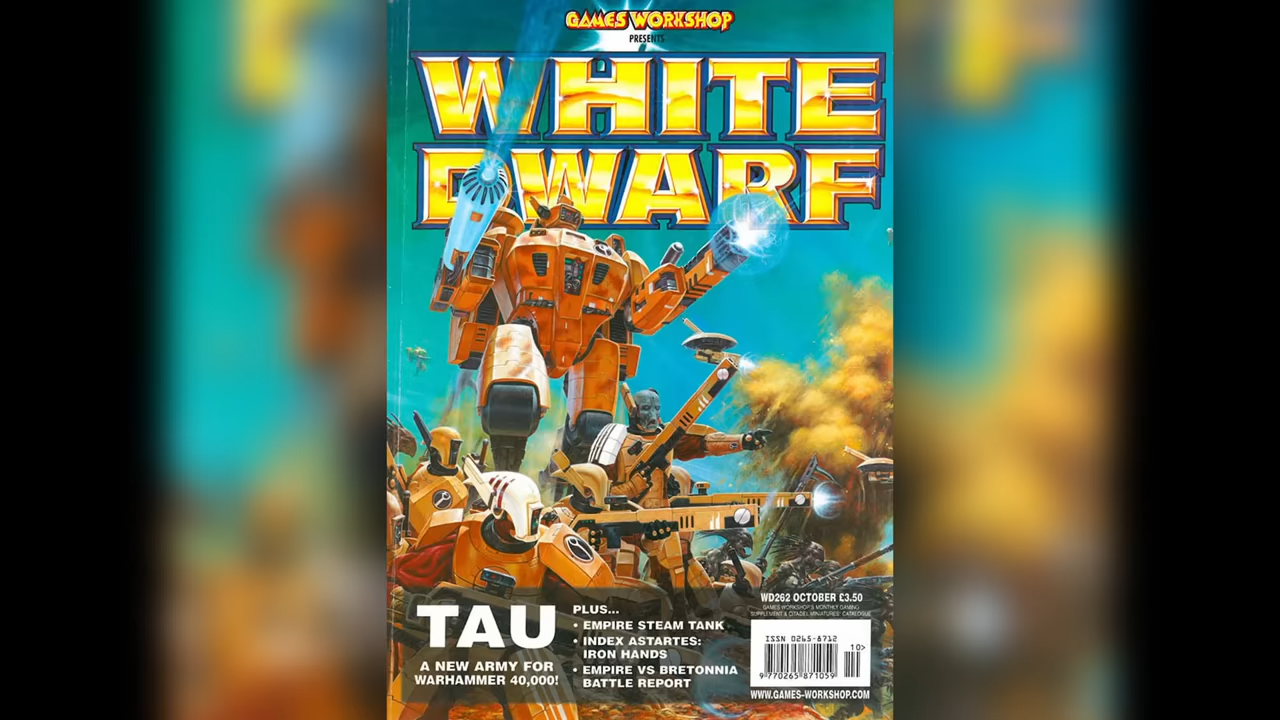 GAMES WORKSHOP
PRESENTS
WHITE
DWARF
TAU
A NEW ARMY FOR
WARHAMMER 40,000!
PLUS...
• EMPIRE STEAM TANK
• INDEX ASTARTES:
IRON HANDS
• EMPIRE VS BRETONNIA
BATTLE REPORT
WD262 OCTOBER £3.50
GAMES WORKSHOP'S MONTHLY GAMING
SUPPLEMENT & CITADEL MINIATURES' CATALOGUE
ISSN 0265-8712
10>
9 770265 871059
WWW.GAMES-WORKSHOP.COM